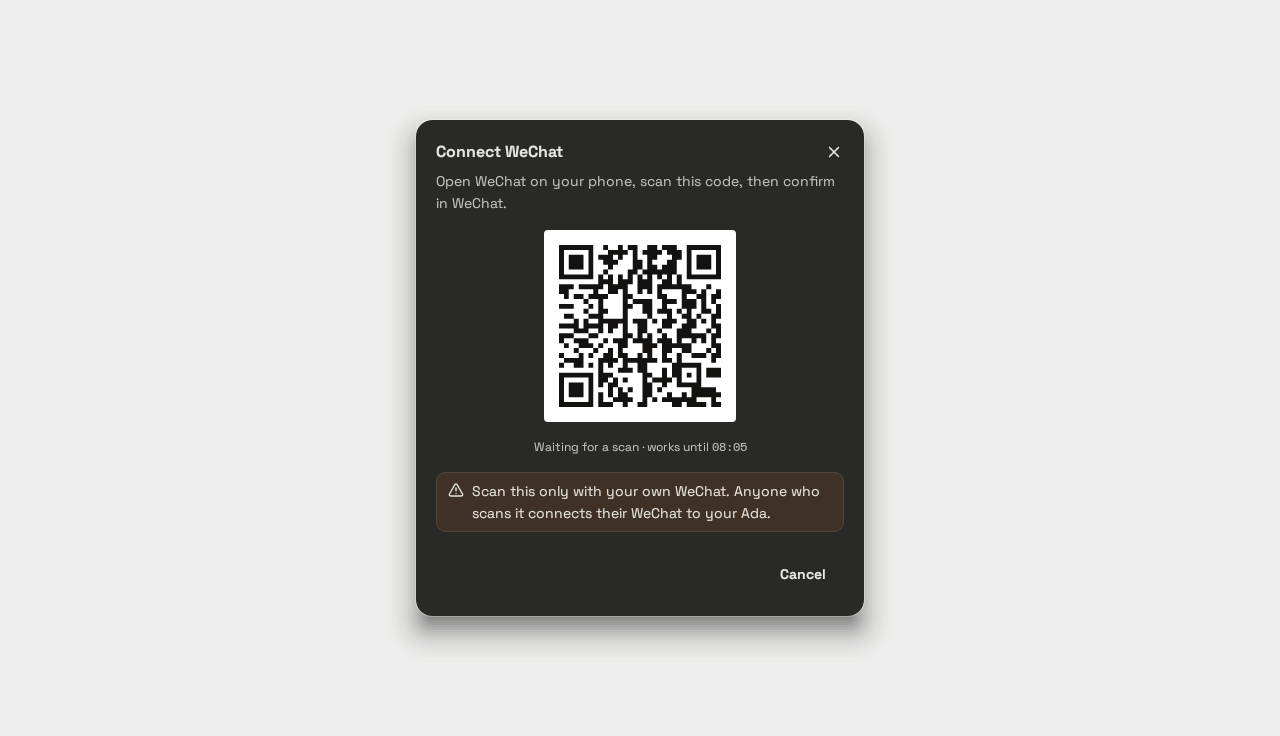 Connect WeChat
Open WeChat on your phone, scan this code, then confirm
in WeChat.
Waiting for a scan · works until 08:05
Scan this only with your own WeChat. Anyone who
scans it connects their WeChat to your Ada.
Cancel